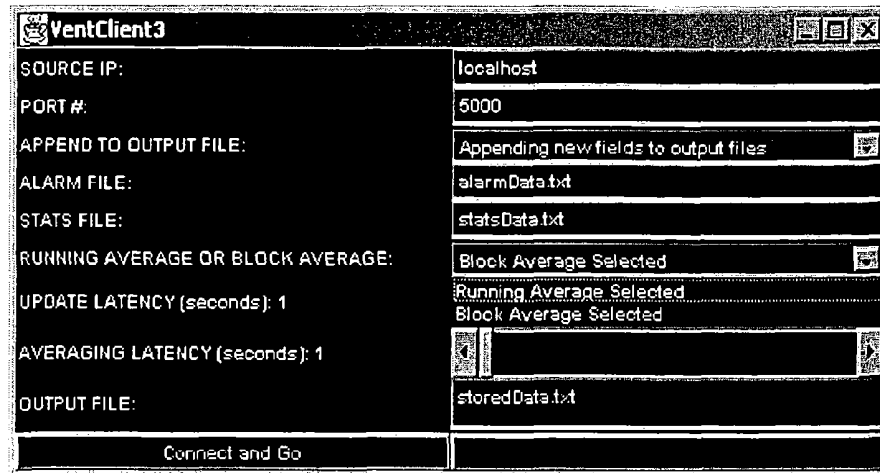 VentClient3
SOURCE IP: localhost
PORT #: 5000
APPEND TO OUTPUT FILE: Appending new fields to output files
ALARM FILE: alarmData.txt
STATS FILE: statsData.txt
RUNNING AVERAGE OR BLOCK AVERAGE: Block Average Selected
UPDATE LATENCY (seconds): 1
Running Average Selected
Block Average Selected
AVERAGING LATENCY (seconds): 1
OUTPUT FILE: storedData.txt
Connect and Go